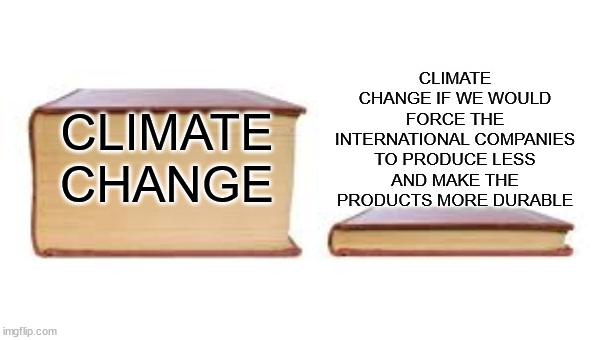 CLIMATE
CHANGE
CLIMATE
CHANGE IF WE WOULD
FORCE THE
INTERNATIONAL COMPANIES
TO PRODUCE LESS
AND MAKE THE
PRODUCTS MORE DURABLE
imgflip.com